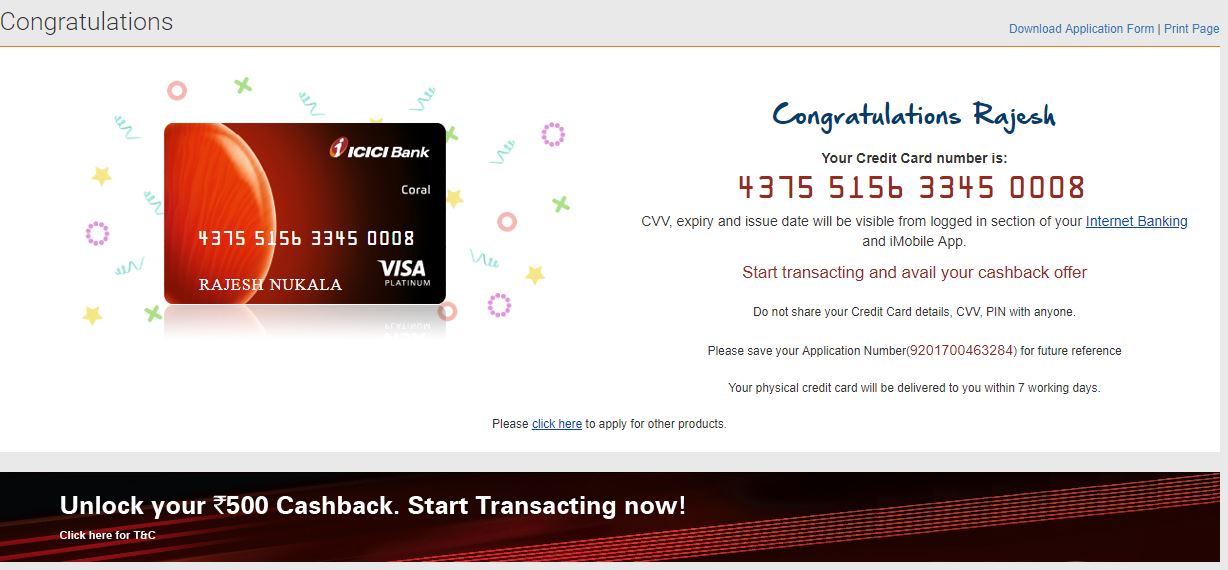 Congratulations
Download Application Form | Print Page
ICICI Bank
Coral
4375 5156 3345 0008
VISA
PLATINUM
RAJESH NUKALA
Congratulations Rajesh
Your Credit Card number is:
4375 5156 3345 0008
CVV, expiry and issue date will be visible from logged in section of your Internet Banking
and iMobile App.
Start transacting and avail your cashback offer
Do not share your Credit Card details, CVV, PIN with anyone.
Please save your Application Number(9201700463284) for future reference
Your physical credit card will be delivered to you within 7 working days.
Please click here to apply for other products.
Unlock your ₹500 Cashback. Start Transacting now!
Click here for T&C